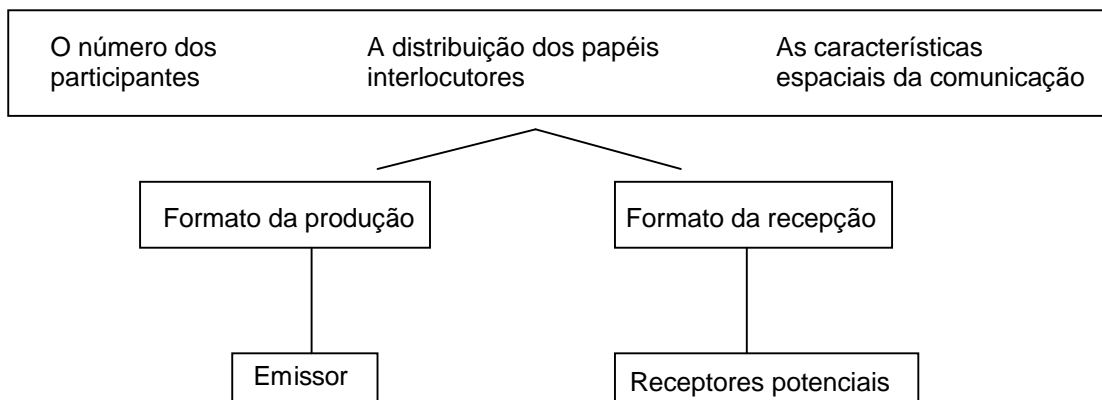 O número dos
participantes
A distribuição dos papéis
interlocutores
As características
espaciais da comunicação
Formato da produção
Formato da recepção
Emissor
Receptores potenciais